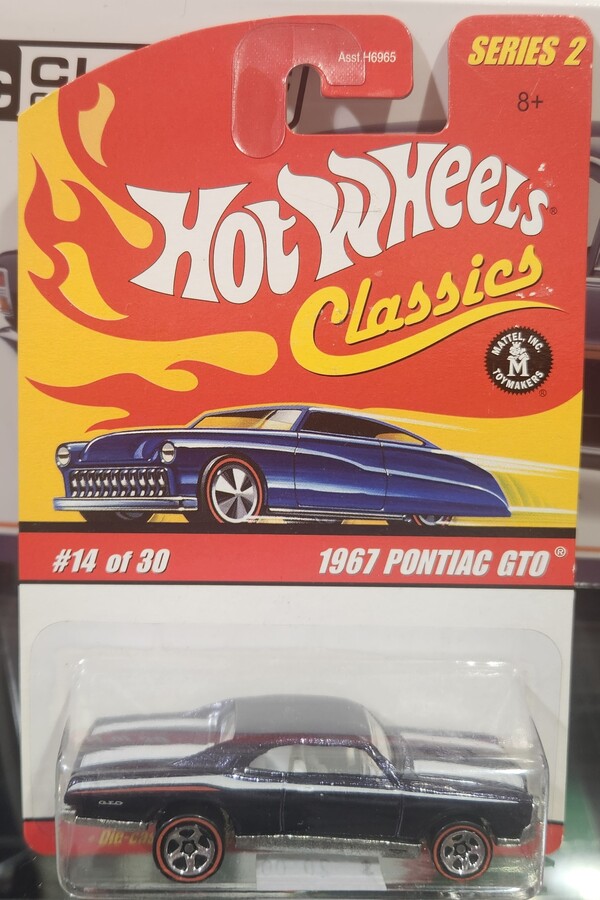 Asst.H6965
SERIES 2
8+
HOT WHEELS®
Classics
MATTEL, INC.
M
TOYMAKERS
®
#14 of 30
1967 PONTIAC GTO®
GTO